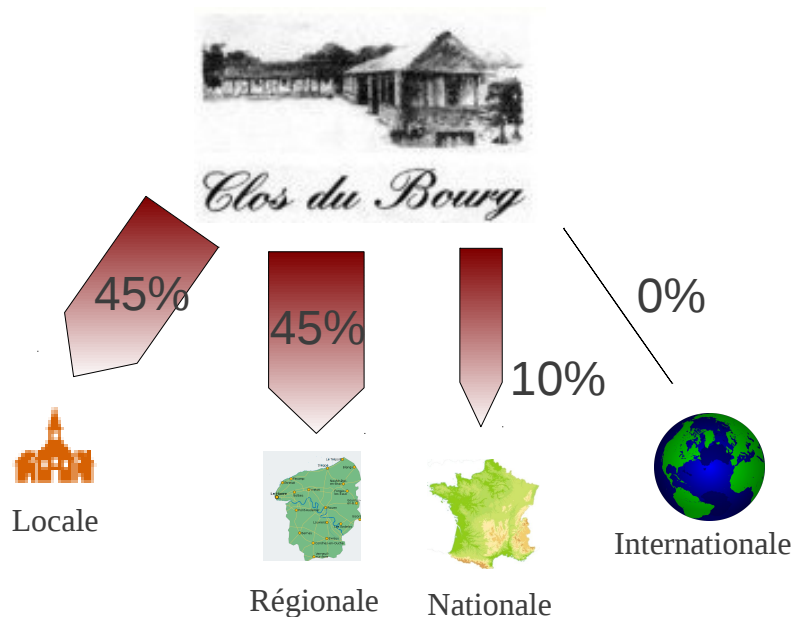 Clos du Bourg
45%
45%
10%
0%
Locale
Régionale
Nationale
Internationale